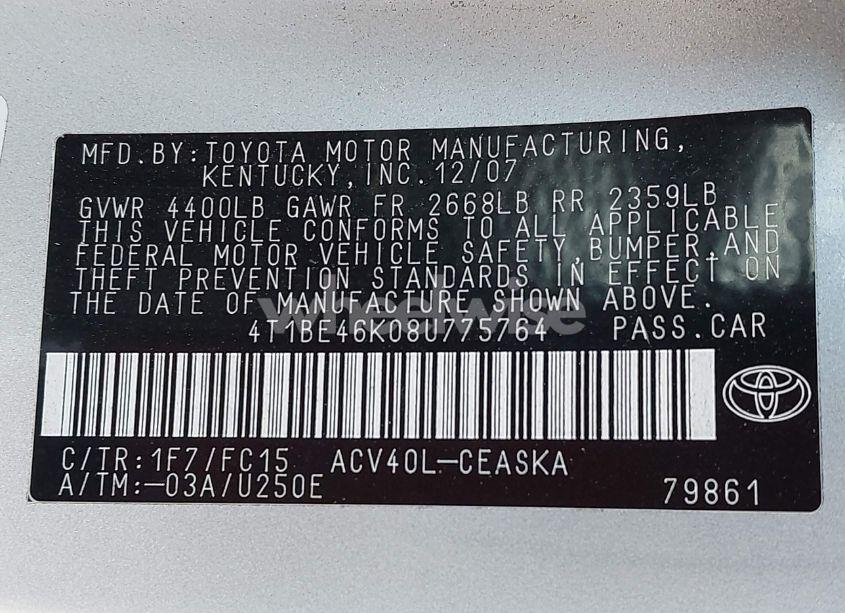 MFD.BY:TOYOTA MOTOR MANUFACTURING,
KENTUCKY,INC.12/07
GVWR 4400LB GAWR FR 2668LB RR 2359LB
THIS VEHICLE CONFORMS TO ALL APPLICABLE
FEDERAL MOTOR VEHICLE SAFETY,BUMPER,AND
THEFT PREVENTION STANDARDS IN EFFECT ON
THE DATE OF MANUFACTURE SHOWN ABOVE.
wheelwise
4T1BE46K08U775764 PASS.CAR
C/TR:1F7/FC15 ACV40L-CEASKA
A/TM:-03A/U250E 79861